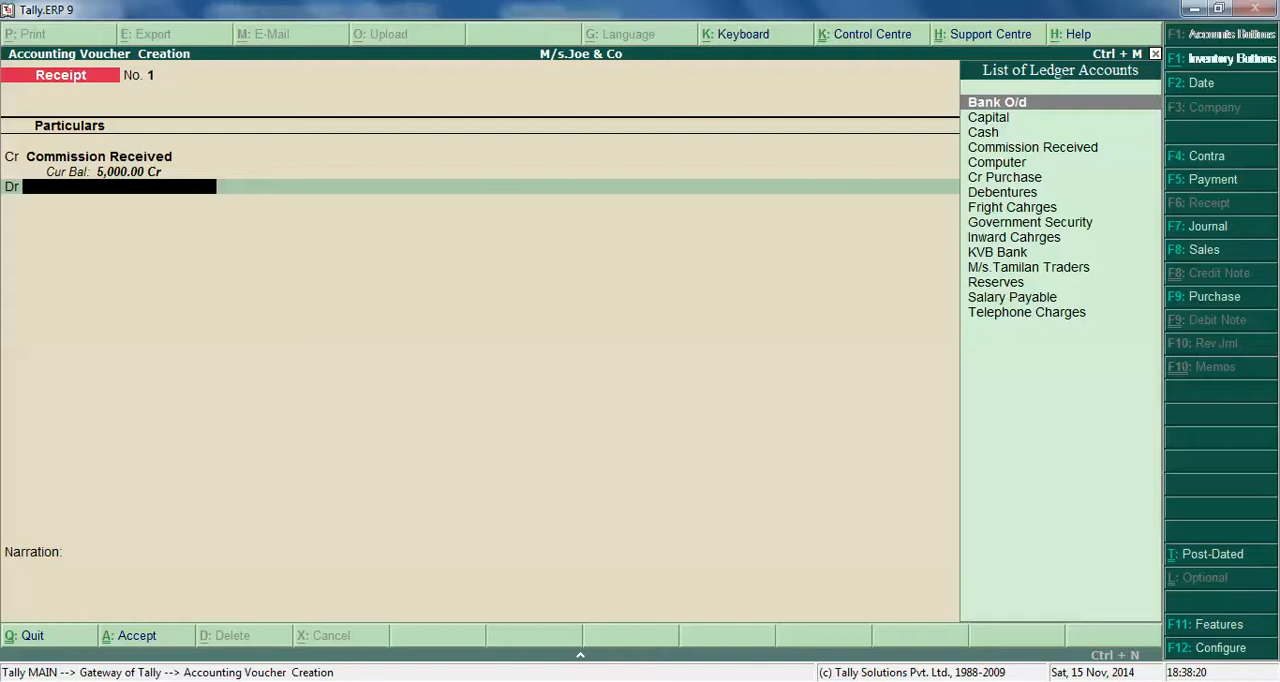 Tally.ERP 9
P: Print E: Export M: E-Mail O: Upload G: Language K: Keyboard K: Control Centre H: Support Centre H: Help
Accounting Voucher Creation M/s.Joe & Co Ctrl + M
Receipt No. 1
Particulars
Cr Commission Received
Cur Bal: 5,000.00 Cr
Dr
Narration:
List of Ledger Accounts
Bank O/d
Capital
Cash
Commission Received
Computer
Cr Purchase
Debentures
Fright Cahrges
Government Security
Inward Cahrges
KVB Bank
M/s.Tamilan Traders
Reserves
Salary Payable
Telephone Charges
F1: Accounts Buttons
F1: Inventory Buttons
F2: Date
F3: Company
F4: Contra
F5: Payment
F6: Receipt
F7: Journal
F8: Sales
F8: Credit Note
F9: Purchase
F9: Debit Note
F10: Rev Jrnl
F10: Memos
T: Post-Dated
L: Optional
F11: Features
F12: Configure
Q: Quit A: Accept D: Delete X: Cancel
Ctrl + N
Tally MAIN --> Gateway of Tally --> Accounting Voucher Creation (c) Tally Solutions Pvt. Ltd., 1988-2009 Sat, 15 Nov, 2014 18:38:20